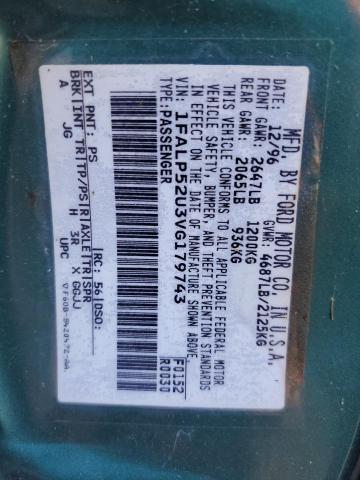 MFD. BY FORD MOTOR CO. IN U.S.A.
DATE: 12/96 GVWR: 4687LB/2125KG
FRONT GAWR: 2647LB 1200KG
REAR GAWR: 2065LB 936KG
THIS VEHICLE CONFORMS TO ALL APPLICABLE FEDERAL MOTOR
VEHICLE SAFETY, BUMPER, AND THEFT PREVENTION STANDARDS
IN EFFECT ON THE DATE OF MANUFACTURE SHOWN ABOVE.
VIN: 1FALP52U3VG179743 F0152
TYPE: PASSENGER R0030
EXT PNT: PS RC: 56 DSO:
BRK INT TR TP/PS R AXLE TR SPR
A JG H 3R X GGJJ
UPC